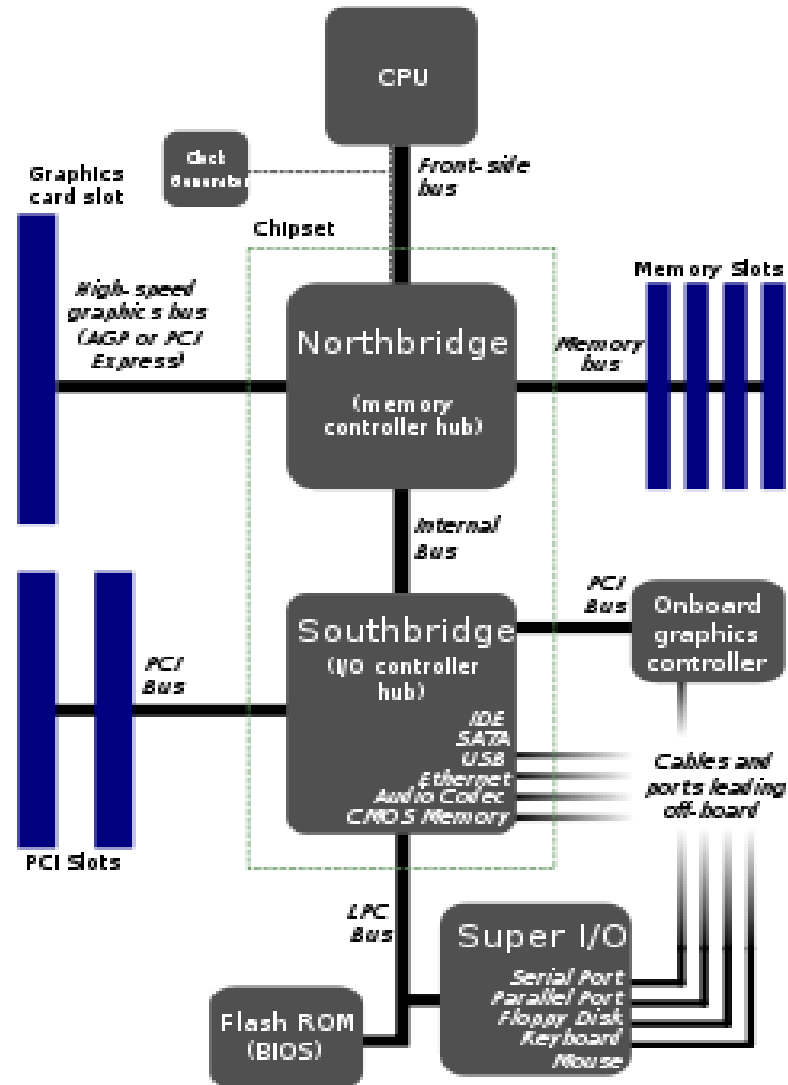 CPU
Clock
Generator
Graphics
card slot
Front-side
bus
Chipset
Memory Slots
High-speed
graphics bus
(AGP or PCI
Express)
Northbridge
(memory
controller hub)
Memory
bus
Internal
Bus
PCI
Bus
Onboard
graphics
controller
Southbridge
(I/O controller
hub)
PCI
Bus
IDE
SATA
USB
Ethernet
Audio Codec
CMOS Memory
Cables and
ports leading
off-board
PCI Slots
LPC
Bus
Super I/O
Serial Port
Parallel Port
Floppy Disk
Keyboard
Mouse
Flash ROM
(BIOS)